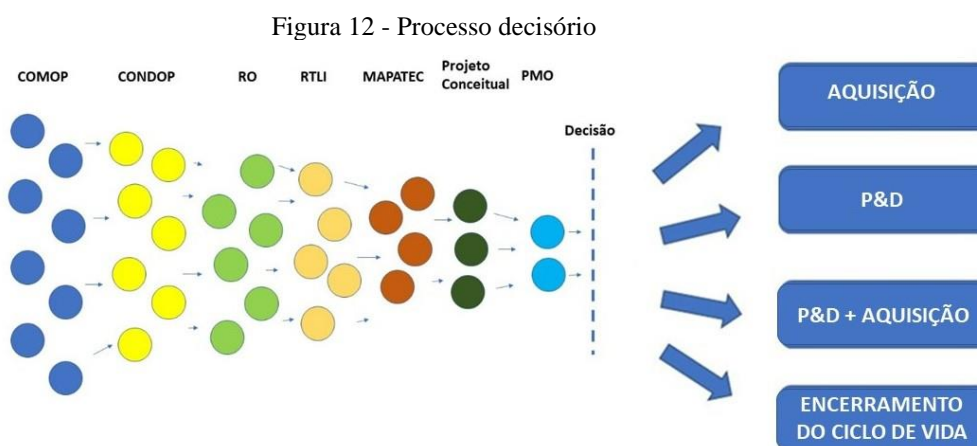 Figura 12 - Processo decisório
COMOP
CONDOP
RO
RTLI
MAPATEC
Projeto
Conceitual
PMO
Decisão
AQUISIÇÃO
P&D
P&D + AQUISIÇÃO
ENCERRAMENTO
DO CICLO DE VIDA